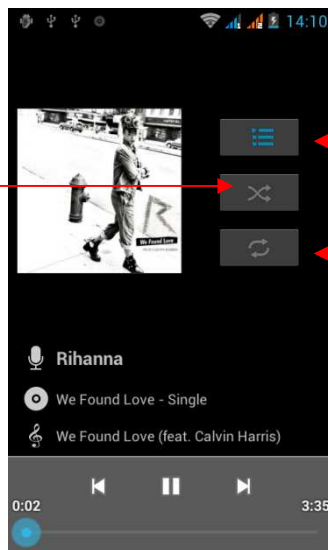 14:10
R
We Found Love
Rihanna
We Found Love - Single
We Found Love (feat. Calvin Harris)
0:02
3:35